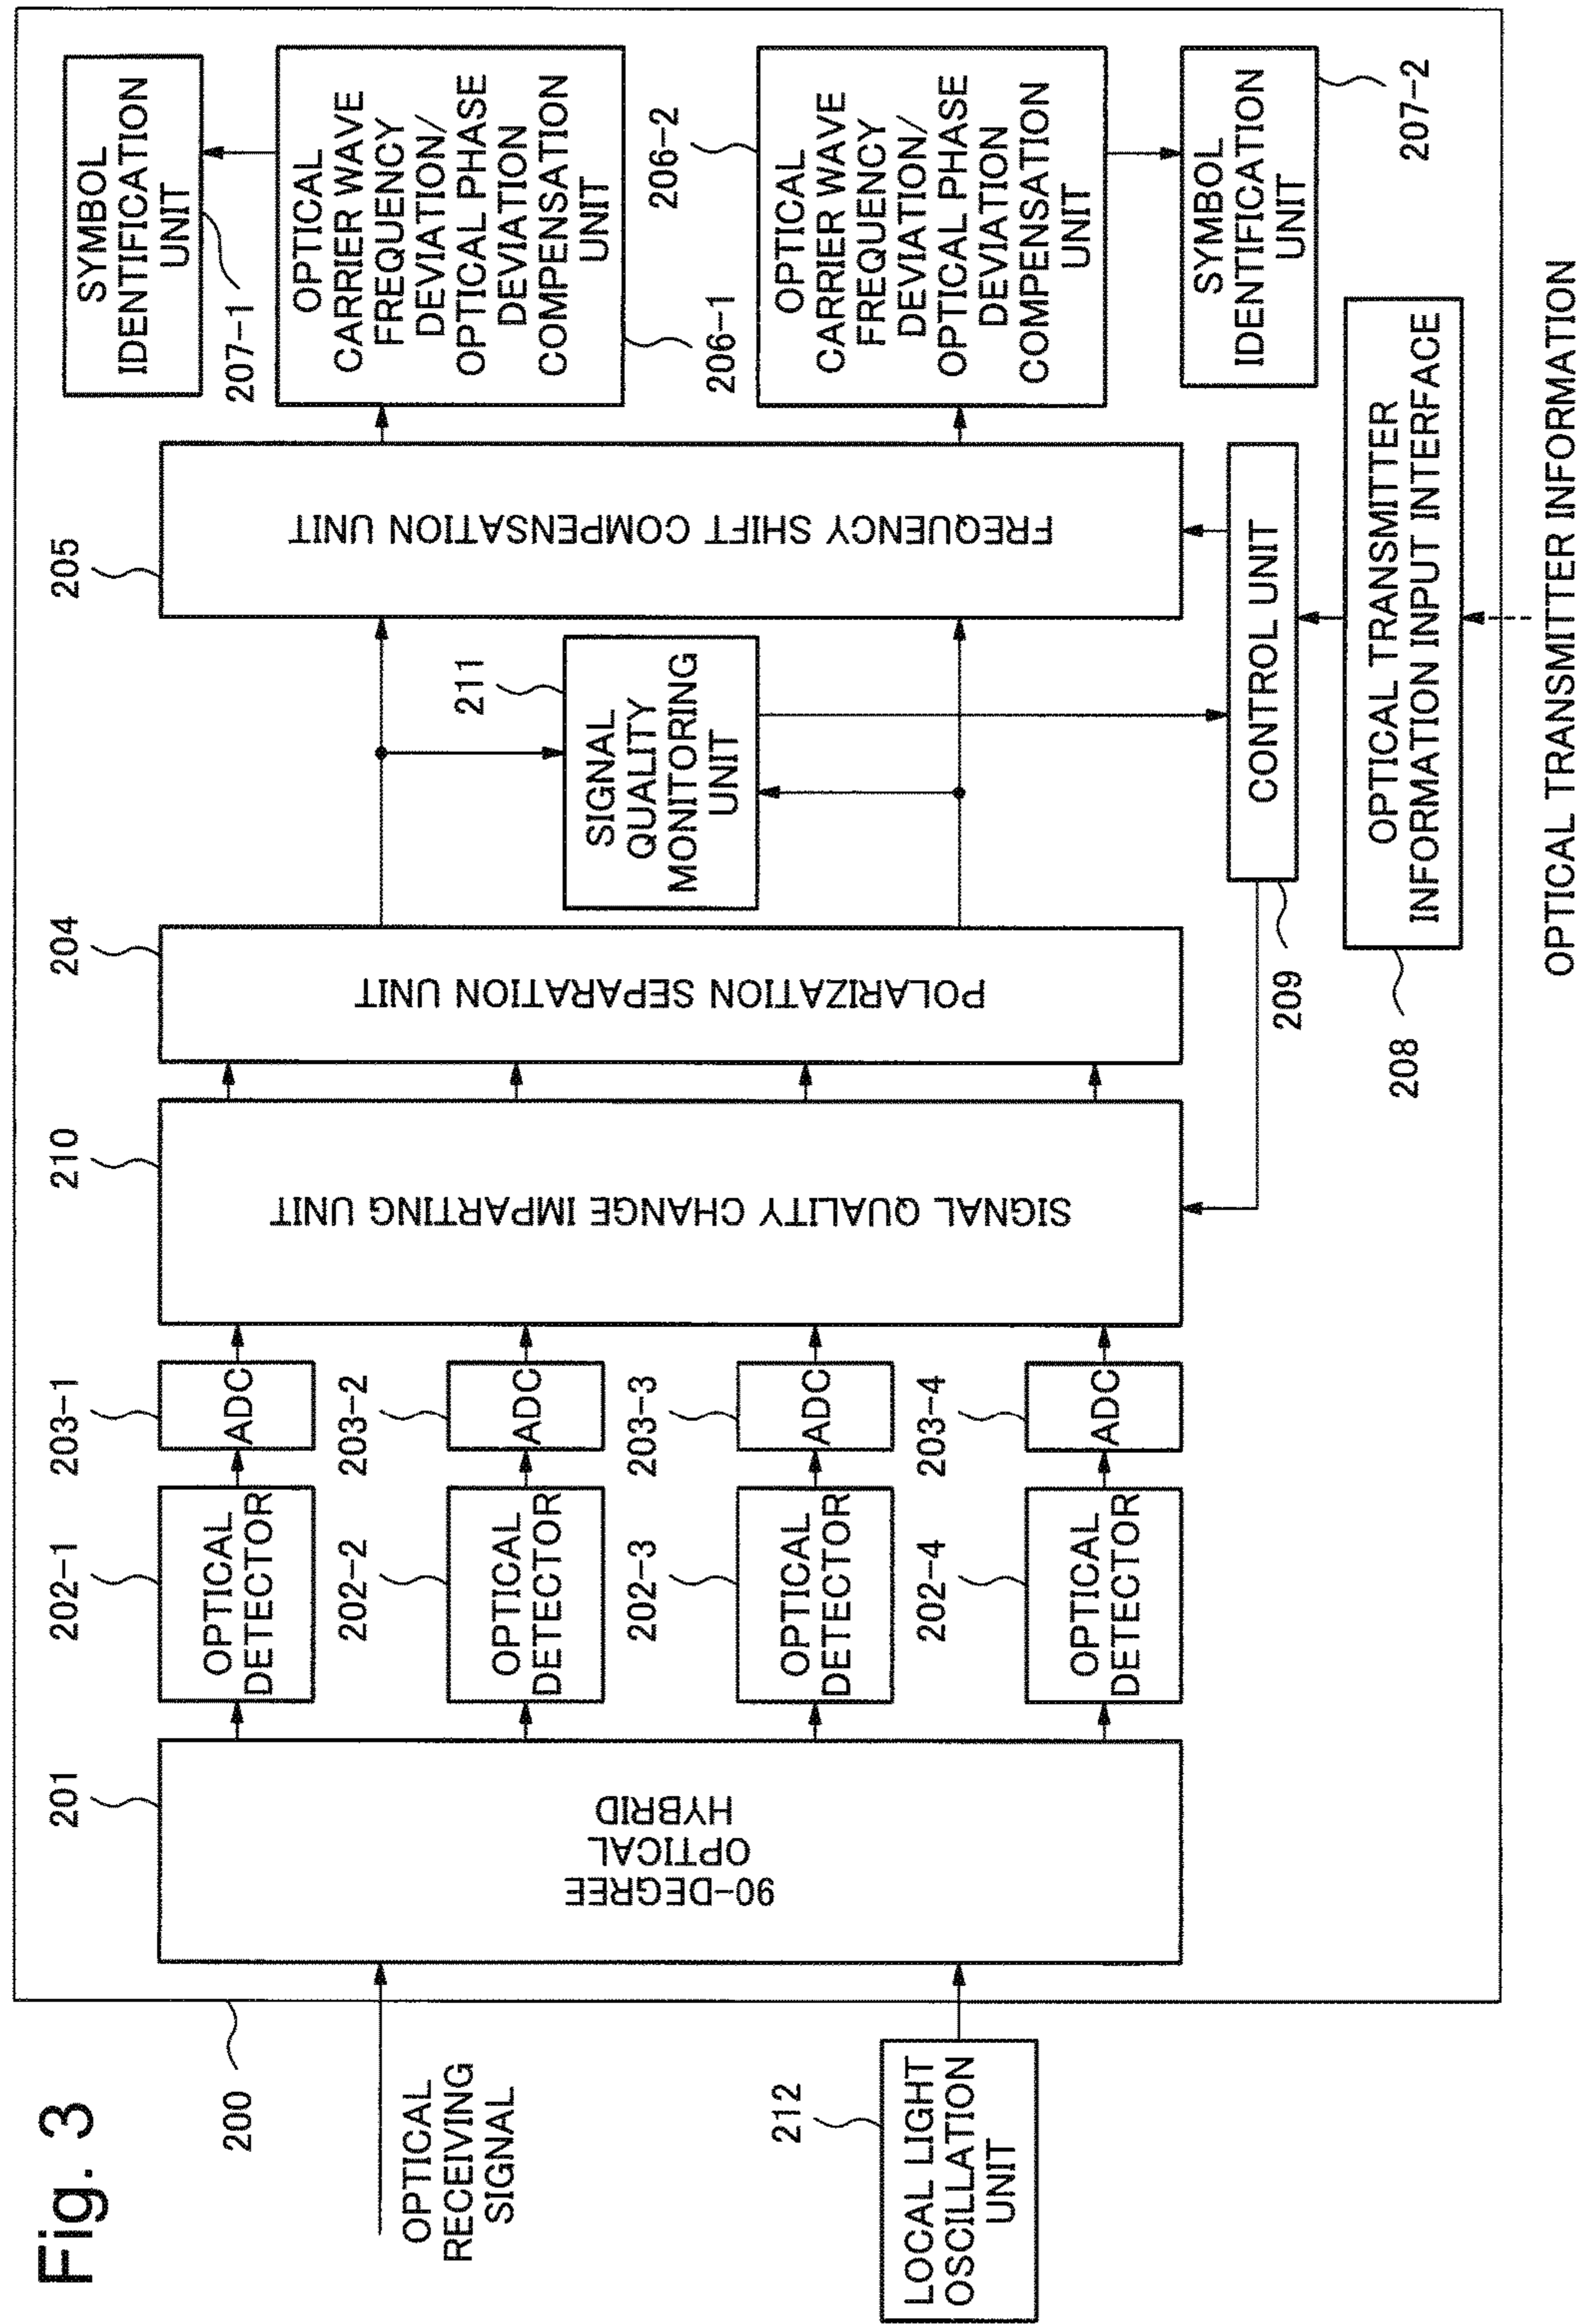 Fig. 3
200
OPTICAL
RECEIVING
SIGNAL
212
LOCAL LIGHT
OSCILLATION
UNIT
201
90-DEGREE
OPTICAL
HYBRID
202-1
OPTICAL
DETECTOR
202-2
OPTICAL
DETECTOR
202-3
OPTICAL
DETECTOR
202-4
OPTICAL
DETECTOR
203-1
ADC
203-2
ADC
203-3
ADC
203-4
ADC
210
SIGNAL QUALITY CHANGE IMPARTING UNIT
204
POLARIZATION SEPARATION UNIT
211
SIGNAL
QUALITY
MONITORING
UNIT
205
FREQUENCY SHIFT COMPENSATION UNIT
209
CONTROL UNIT
208
OPTICAL TRANSMITTER
INFORMATION INPUT INTERFACE
OPTICAL TRANSMITTER INFORMATION
SYMBOL
IDENTIFICATION
UNIT
207-1
OPTICAL
CARRIER WAVE
FREQUENCY
DEVIATION/
OPTICAL PHASE
DEVIATION
COMPENSATION
UNIT
206-1
206-2
OPTICAL
CARRIER WAVE
FREQUENCY
DEVIATION/
OPTICAL PHASE
DEVIATION
COMPENSATION
UNIT
SYMBOL
IDENTIFICATION
UNIT
207-2